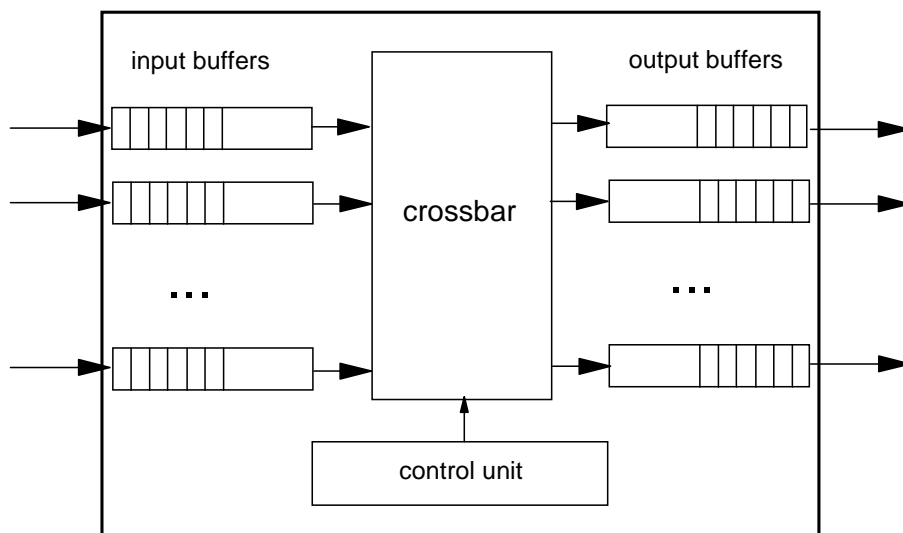 input buffers
output buffers
crossbar
...
...
control unit